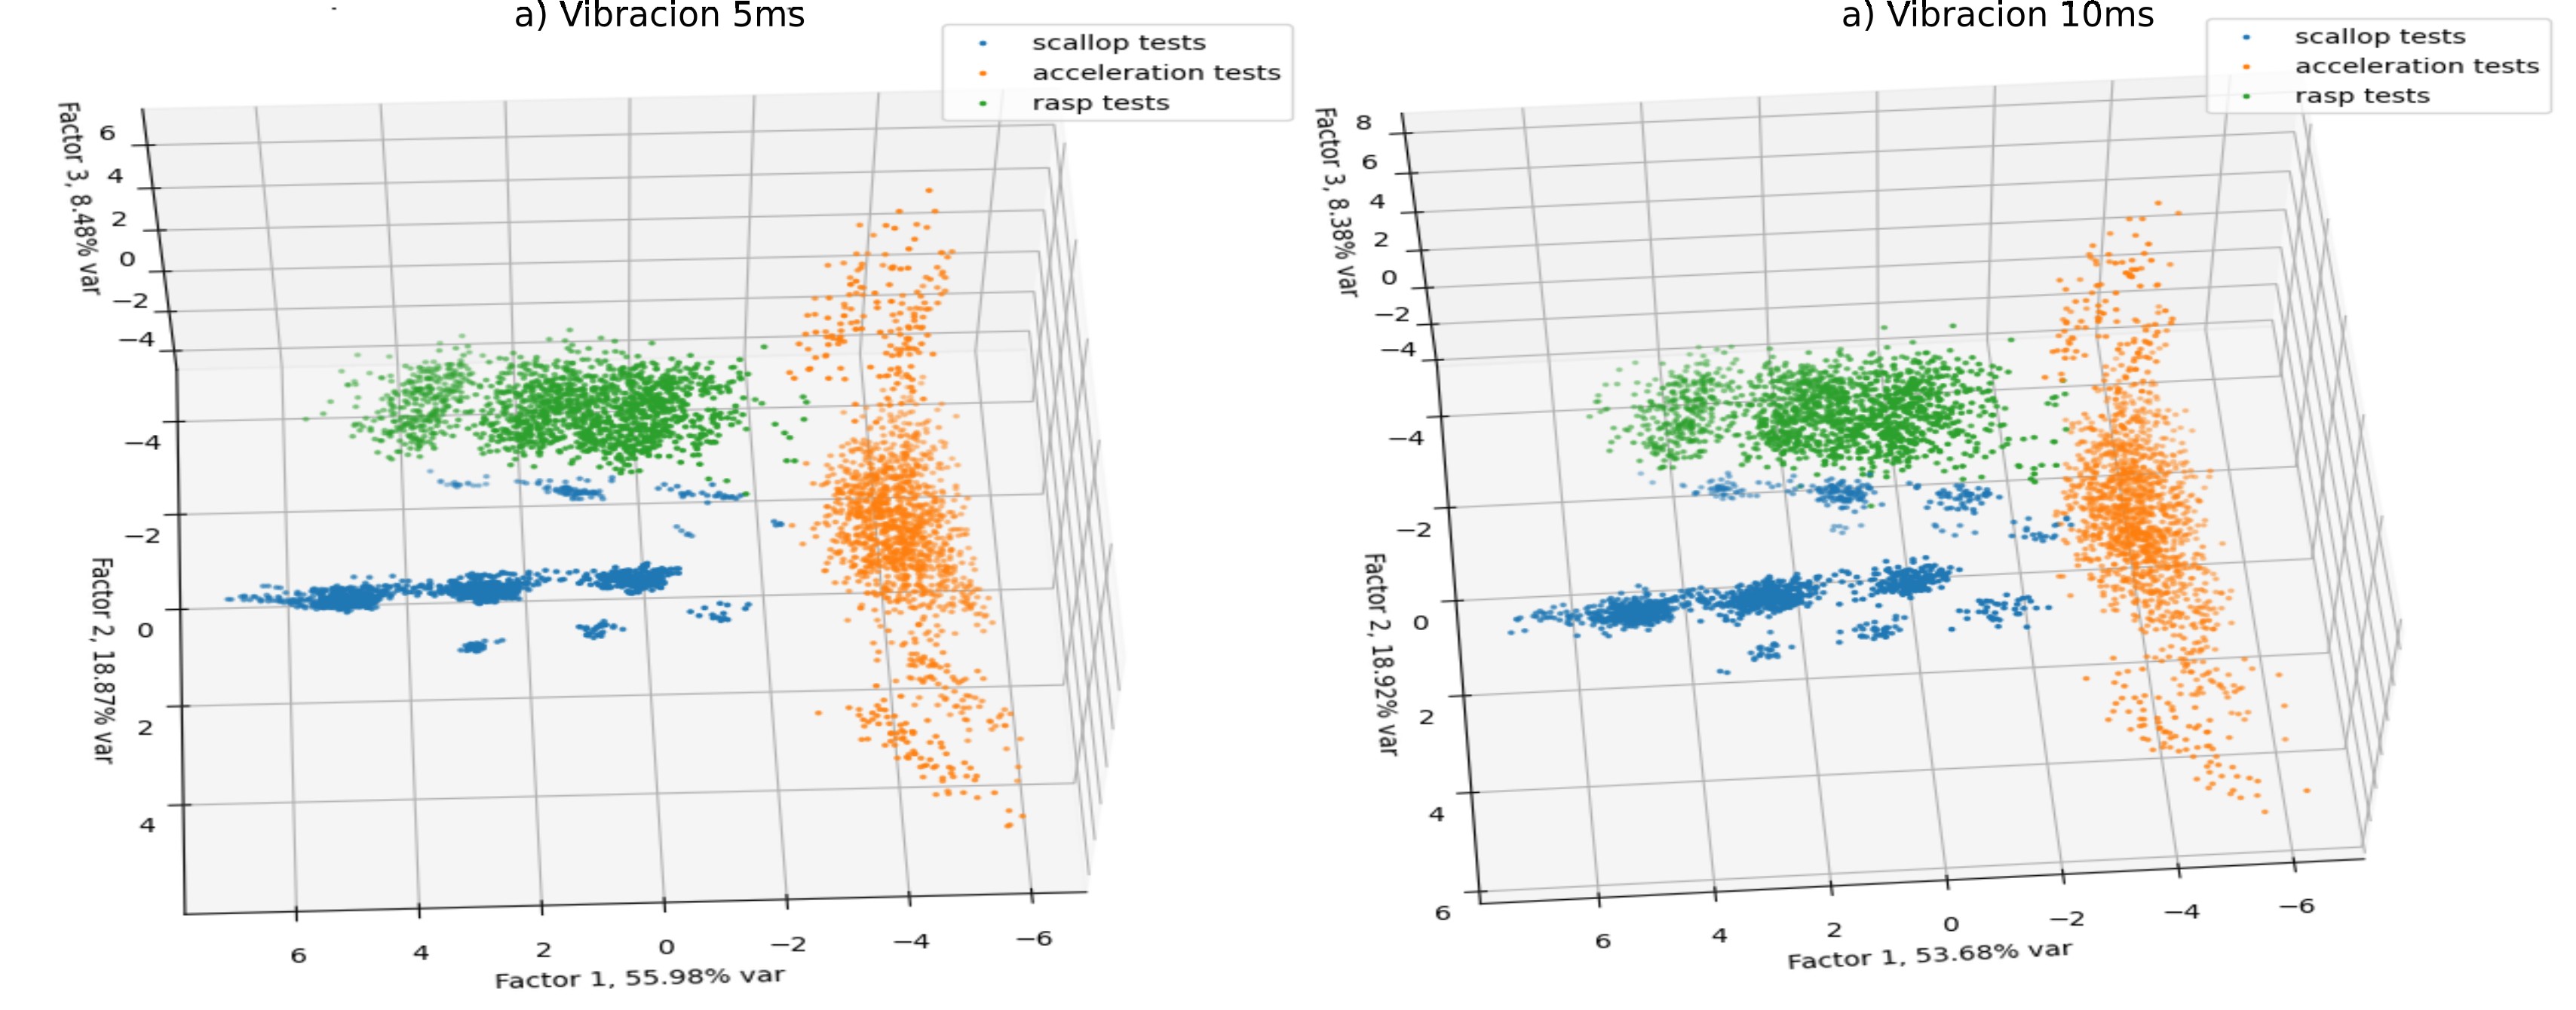 a) Vibracion 5ms
scallop tests
acceleration tests
rasp tests
Factor 3, 8.48% var
6
4
2
0
−2
−4
−4
−2
0
2
4
Factor 2, 18.87% var
6
4
2
0
−2
−4
−6
Factor 1, 55.98% var
a) Vibracion 10ms
scallop tests
acceleration tests
rasp tests
Factor 3, 8.38% var
8
6
4
2
0
−2
−4
−4
−2
0
2
4
6
Factor 2, 18.92% var
6
4
2
0
−2
−4
−6
Factor 1, 53.68% var